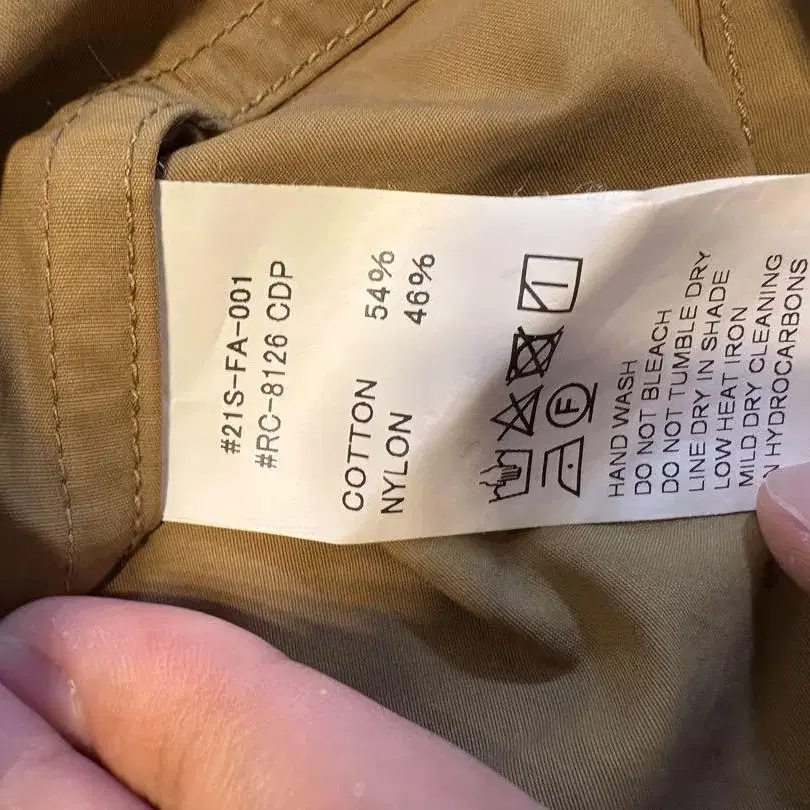 #21S-FA-001
#RC-8126 CDP
COTTON 54%
NYLON 46%
F
HAND WASH
DO NOT BLEACH
DO NOT TUMBLE DRY
LINE DRY IN SHADE
LOW HEAT IRON
MILD DRY CLEANING
N HYDROCARBONS